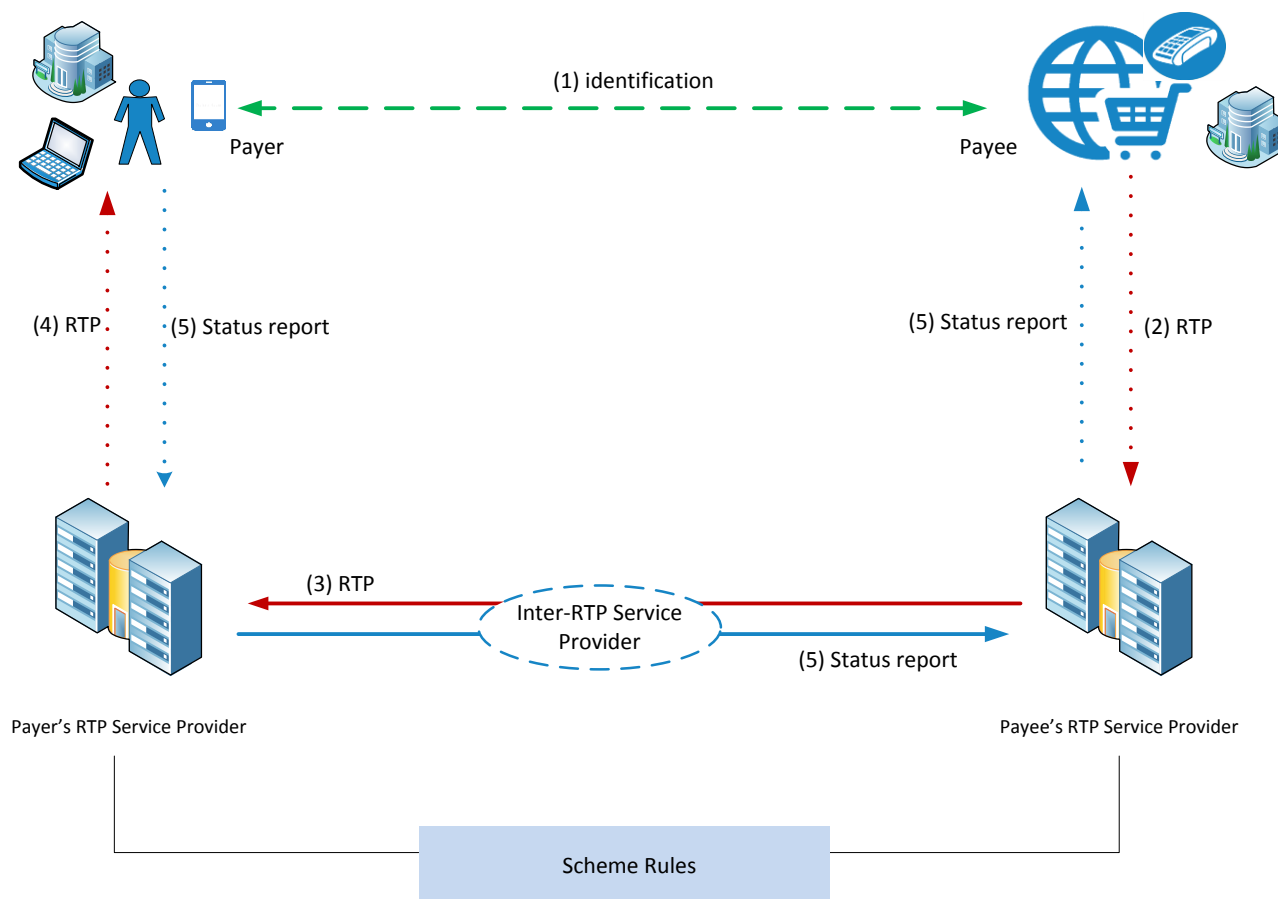 (1) identification
Payer
Payee
(4) RTP
(5) Status report
(5) Status report
(2) RTP
(3) RTP
Inter-RTP Service
Provider
(5) Status report
Payer’s RTP Service Provider
Payee’s RTP Service Provider
Scheme Rules